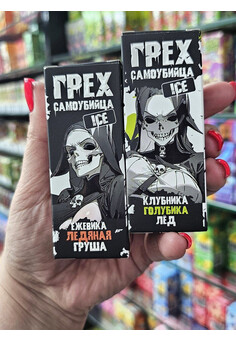 ГРЕХ
САМОУБИЙЦА
ICE
ЕЖЕВИКА
ЛЕДЯНАЯ
ГРУША
ГРЕХ
САМОУБИЙЦА
ICE
КЛУБНИКА
ГОЛУБИКА
ЛЕД